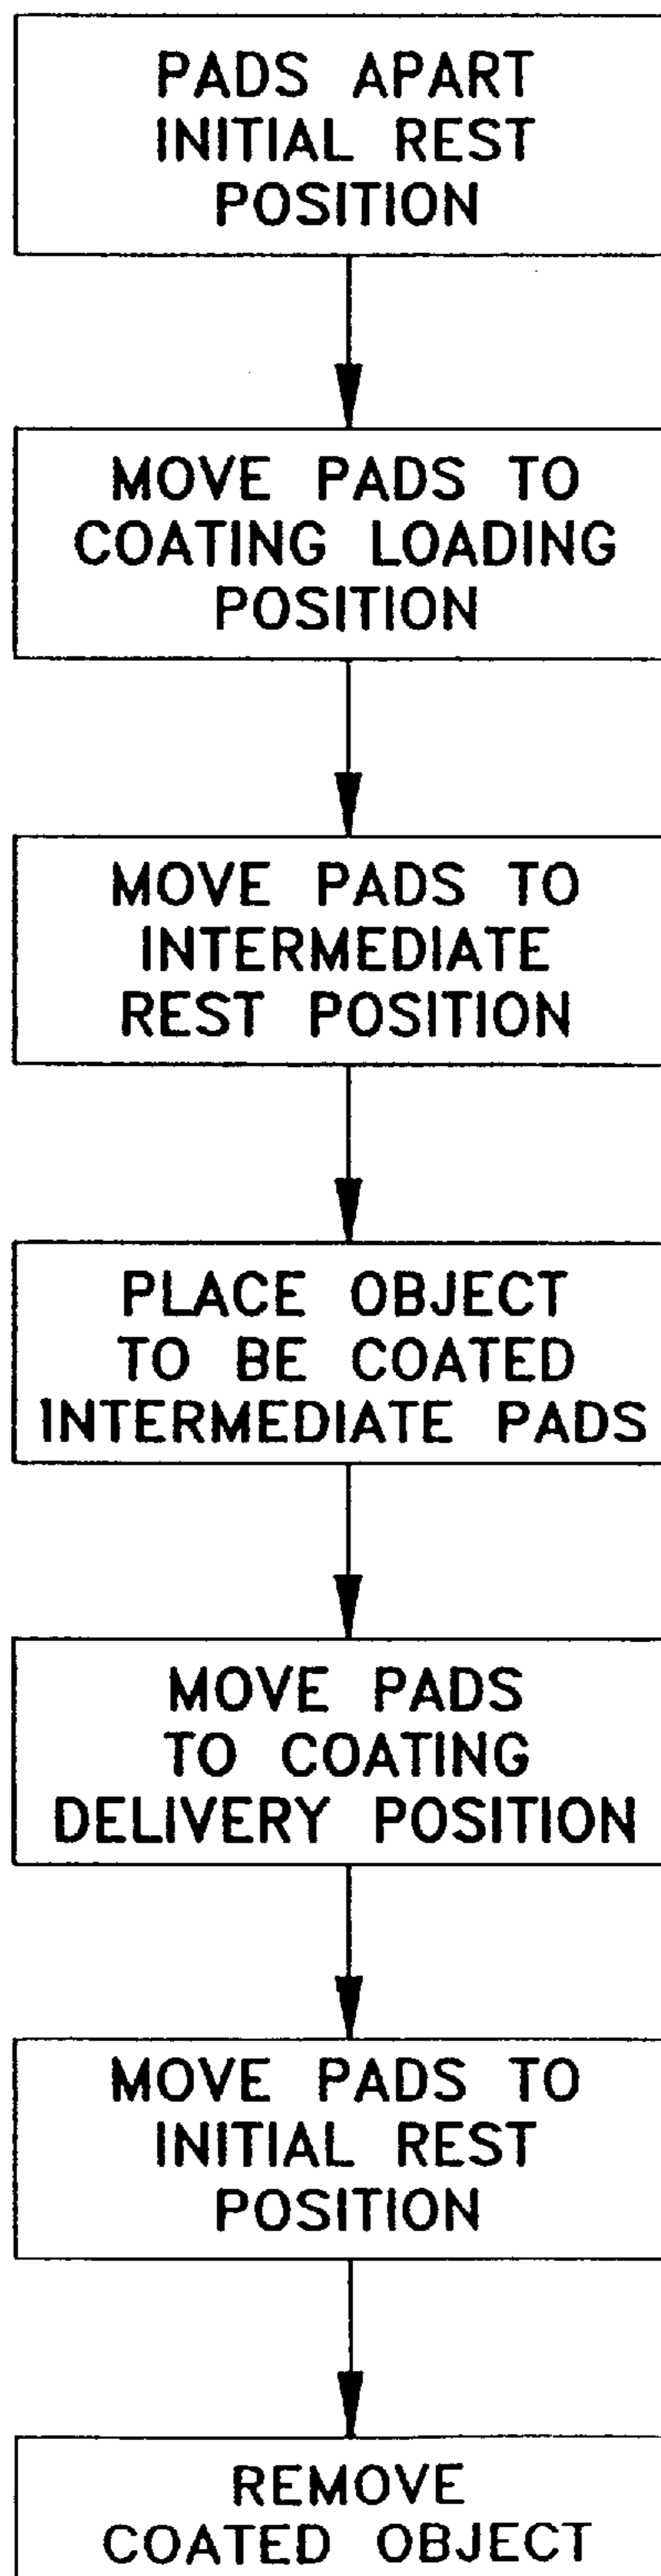 PADS APART
INITIAL REST
POSITION
MOVE PADS TO
COATING LOADING
POSITION
MOVE PADS TO
INTERMEDIATE
REST POSITION
PLACE OBJECT
TO BE COATED
INTERMEDIATE PADS
MOVE PADS
TO COATING
DELIVERY POSITION
MOVE PADS TO
INITIAL REST
POSITION
REMOVE
COATED OBJECT